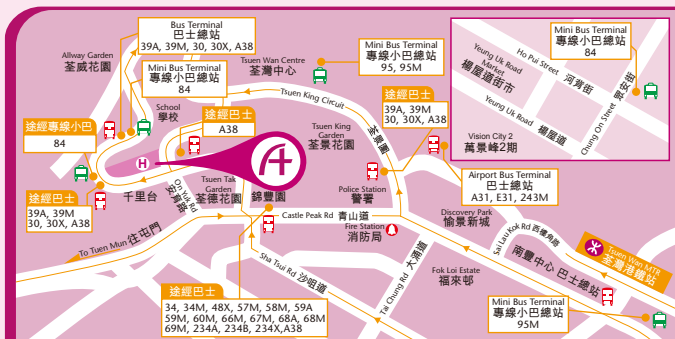 Bus Terminal
巴士總站
39A, 39M, 30, 30X, A38
Allway Garden
荃威花園
Mini Bus Terminal
專線小巴總站
84
School
學校
途經專線小巴
84
途經巴士
A38
H
途經巴士
39A, 39M
30, 30X, A38
千里台
On Yuk Rd
安育路
To Tuen Mun 往屯門
Tsuen Wan Centre
荃灣中心
Mini Bus Terminal
專線小巴總站
95, 95M
Tsuen King Circuit
荃景圍
Tsuen King
Garden
荃景花園
途經巴士
39A, 39M
30, 30X, A38
Tsuen Tak
Garden
荃德花園
錦豐園
Police Station
警署
Castle Peak Rd 青山道
Fire Station
消防局
Sha Tsui Rd 沙咀道
Tai Chung Rd 大涌道
途經巴士
34, 34M, 48X, 57M, 58M, 59A
59M, 60M, 66M, 67M, 68A, 68M
69M, 234A, 234B, 234X,A38
Airport Bus Terminal
巴士總站
A31, E31, 243M
Discovery Park
愉景新城
Sai Lau Kok Rd 西樓角路
Fok Loi Estate
福來邨
Tsuen Wan MTR
荃灣港鐵站
南豐中心 巴士總站
Mini Bus Terminal
專線小巴總站
95M
Mini Bus Terminal
專線小巴總站
84
Yeung Uk Road
Market
楊屋道街市
Ho Pui Street 河背街
Yeung Uk Road 楊屋道
Chung On Street 眾安街
Vision City 2
萬景峰2期